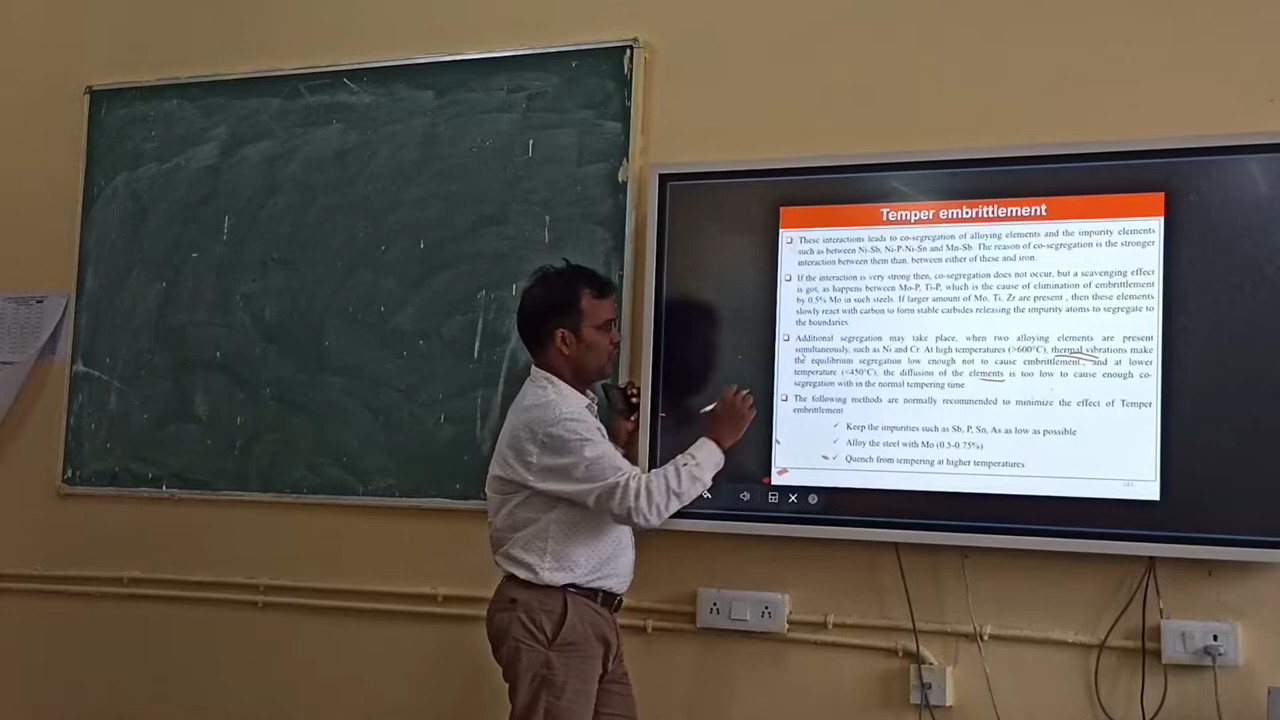 Temper embrittlement
These interactions leads to co-segregation of alloying elements and the impurity elements
such as between Ni-Sb, Ni-P-Ni-Sn and Mn-Sb. The reason of co-segregation is the stronger
interaction between them than, between either of these and iron.
If the interaction is very strong then, co-segregation does not occur, but a scavenging effect
is got, as happens between Mo-P, Ti-P, which is the cause of elimination of embrittlement
by 0.5% Mo in such steels. If larger amount of Mo, Ti, Zr are present , then these elements
slowly react with carbon to form stable carbides releasing the impurity atoms to segregate to
the boundaries.
Additional segregation may take place, when two alloying elements are present
simultaneously, such as Ni and Cr. At high temperatures (>600°C), thermal vibrations make
the equilibrium segregation low enough not to cause embrittlement , and at lower
temperature (<450°C), the diffusion of the elements is too low to cause enough co-
segregation with in the normal tempering time.
The following methods are normally recommended to minimize the effect of Temper
embrittlement
✓ Keep the impurities such as Sb, P, Sn, As as low as possible
✓ Alloy the steel with Mo (0.5-0.75%)
✓ Quench from tempering at higher temperatures